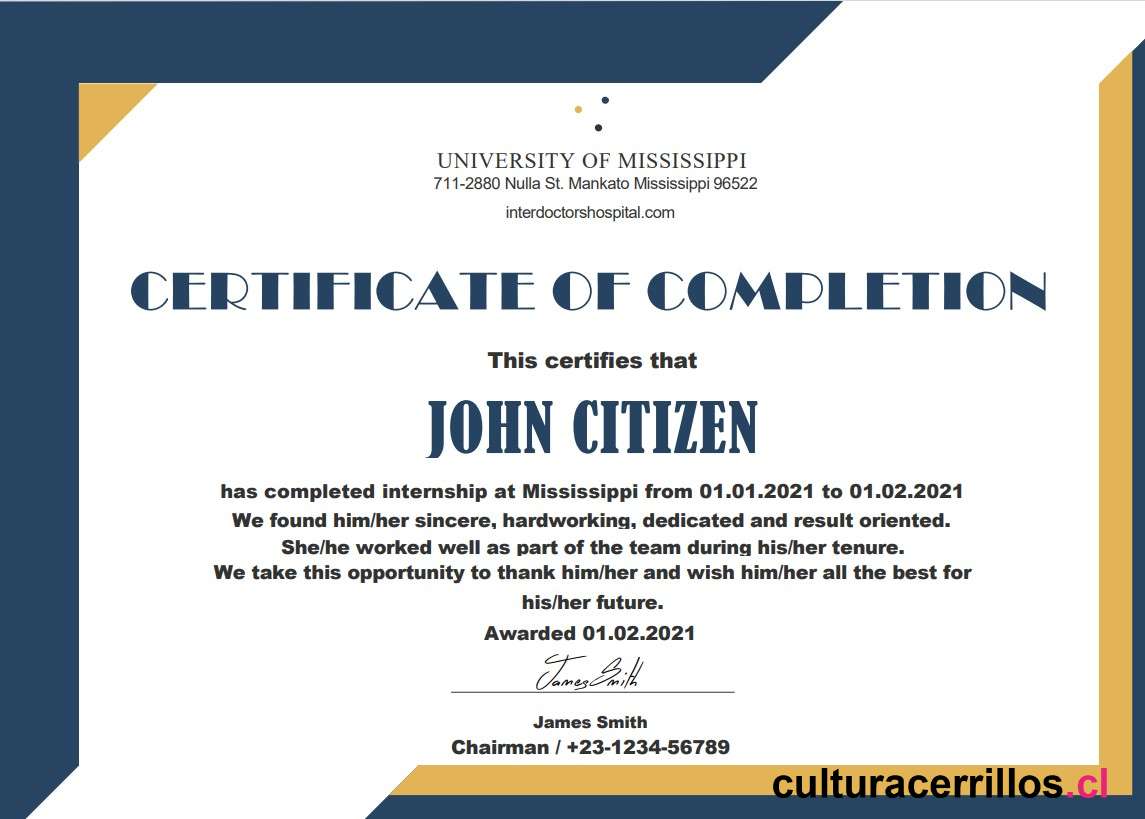 UNIVERSITY OF MISSISSIPPI
711-2880 Nulla St. Mankato Mississippi 96522
interdoctorshospital.com
CERTIFICATE OF COMPLETION
This certifies that
JOHN CITIZEN
has completed internship at Mississippi from 01.01.2021 to 01.02.2021
We found him/her sincere, hardworking, dedicated and result oriented.
She/he worked well as part of the team during his/her tenure.
We take this opportunity to thank him/her and wish him/her all the best for
his/her future.
Awarded 01.02.2021
James Smith
James Smith
Chairman / +23-1234-56789
culturacerrillos.cl